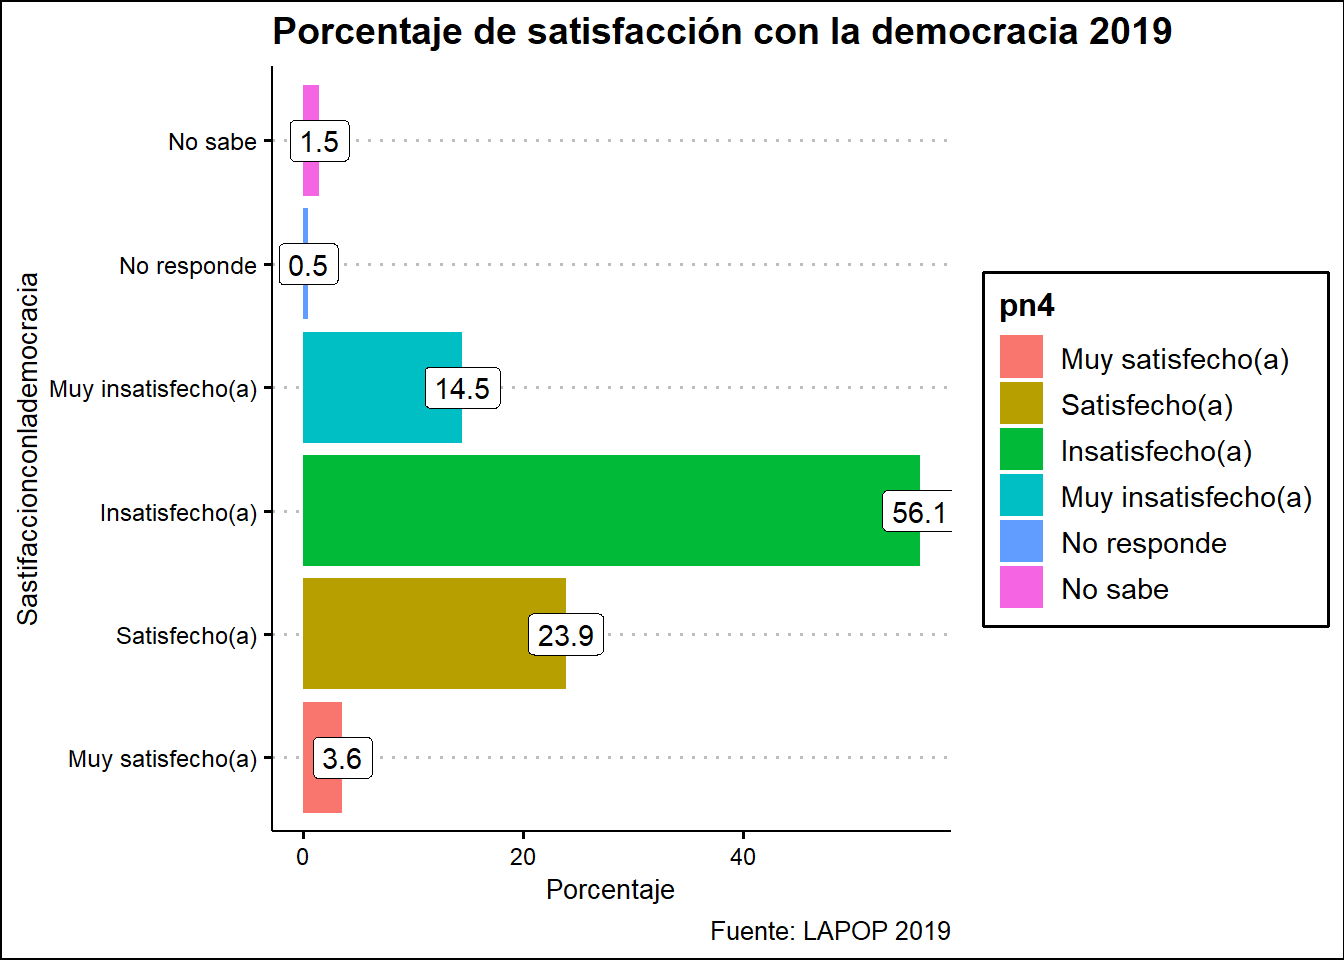 Porcentaje de satisfacción con la democracia 2019
Sastifaccionconlademocracia
No sabe
1.5
No responde
0.5
Muy insatisfecho(a)
14.5
Insatisfecho(a)
56.1
Satisfecho(a)
23.9
Muy satisfecho(a)
3.6
0 20 40
Porcentaje
Fuente: LAPOP 2019
pn4
Muy satisfecho(a)
Satisfecho(a)
Insatisfecho(a)
Muy insatisfecho(a)
No responde
No sabe